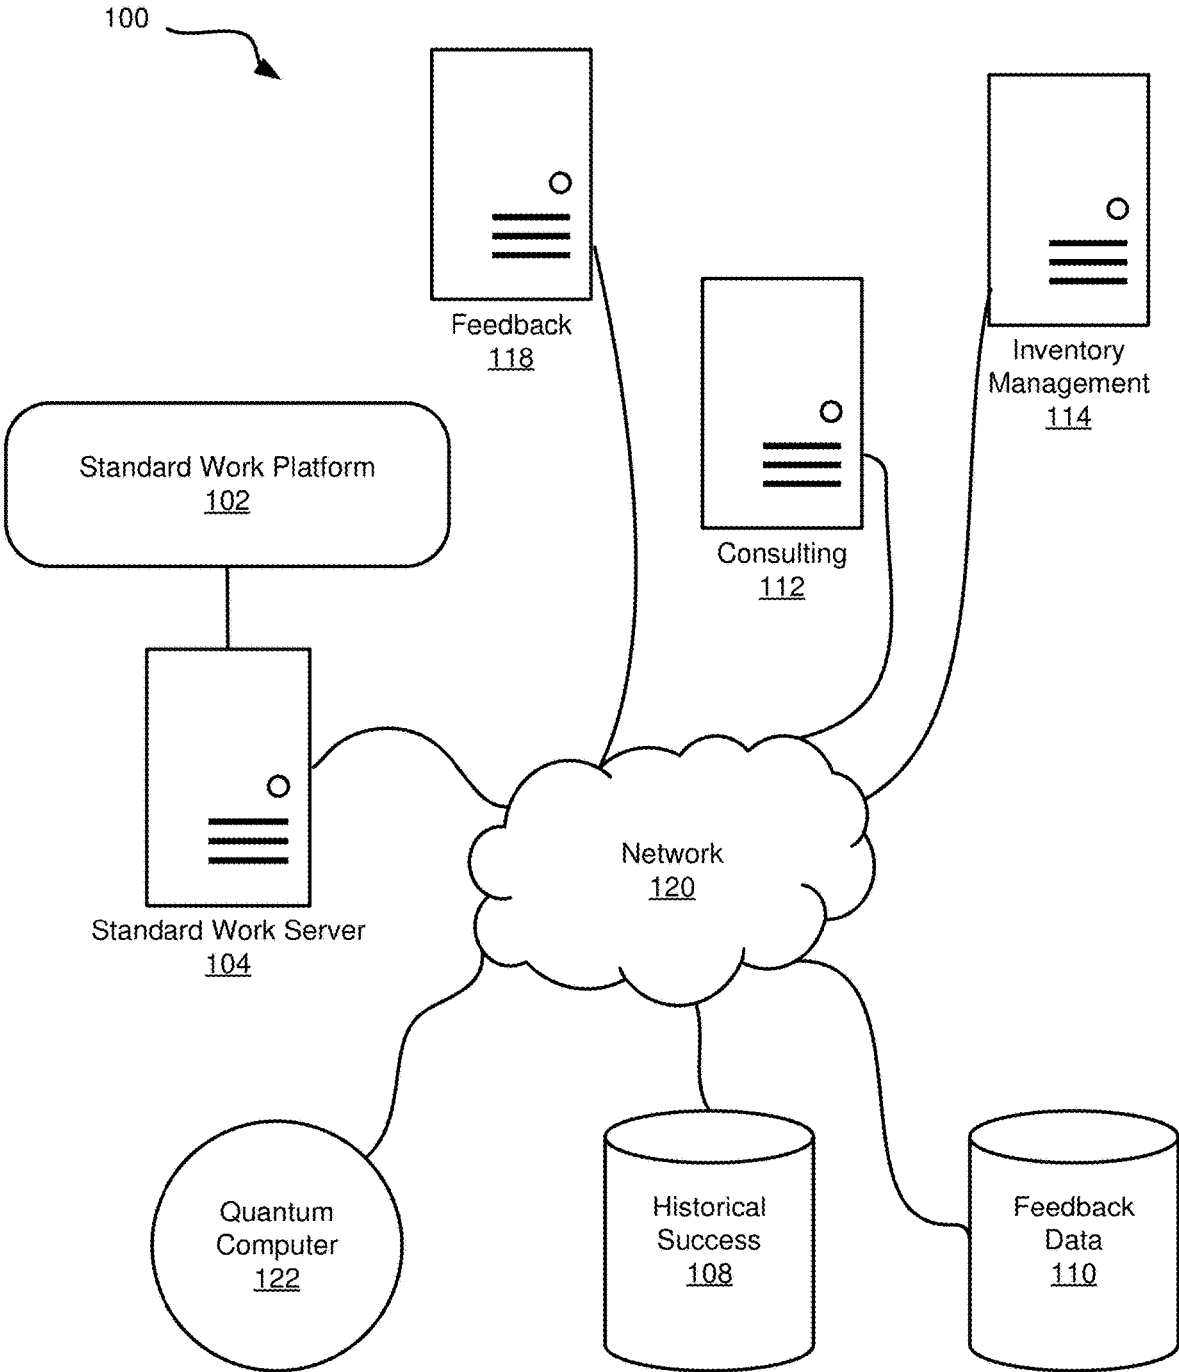 100
Feedback
118
Inventory
Management
114
Standard Work Platform
102
Consulting
112
Network
120
Standard Work Server
104
Quantum
Computer
122
Historical
Success
108
Feedback
Data
110